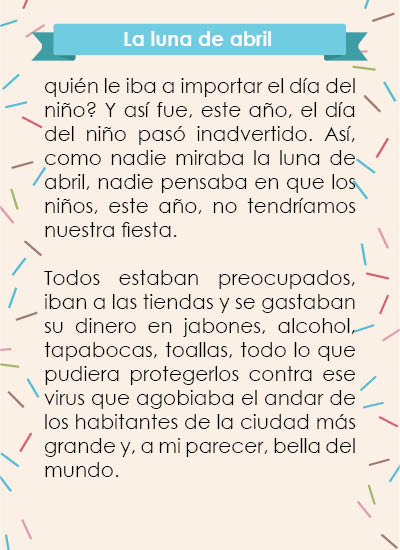 La luna de abril
quién le iba a importar el día del
niño? Y así fue, este año, el día
del niño pasó inadvertido. Así,
como nadie miraba la luna de
abril, nadie pensaba en que los
niños, este año, no tendríamos
nuestra fiesta.
Todos estaban preocupados,
iban a las tiendas y se gastaban
su dinero en jabones, alcohol,
tapabocas, toallas, todo lo que
pudiera protegerlos contra ese
virus que agobiaba el andar de
los habitantes de la ciudad más
grande y, a mi parecer, bella del
mundo.